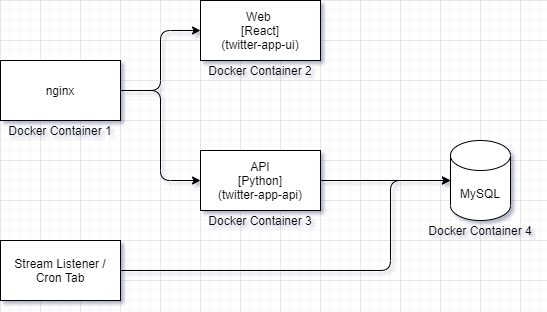 Web
[React]
(twitter-app-ui)
Docker Container 2
nginx
Docker Container 1
API
[Python]
(twitter-app-api)
Docker Container 3
MySQL
Docker Container 4
Stream Listener /
Cron Tab